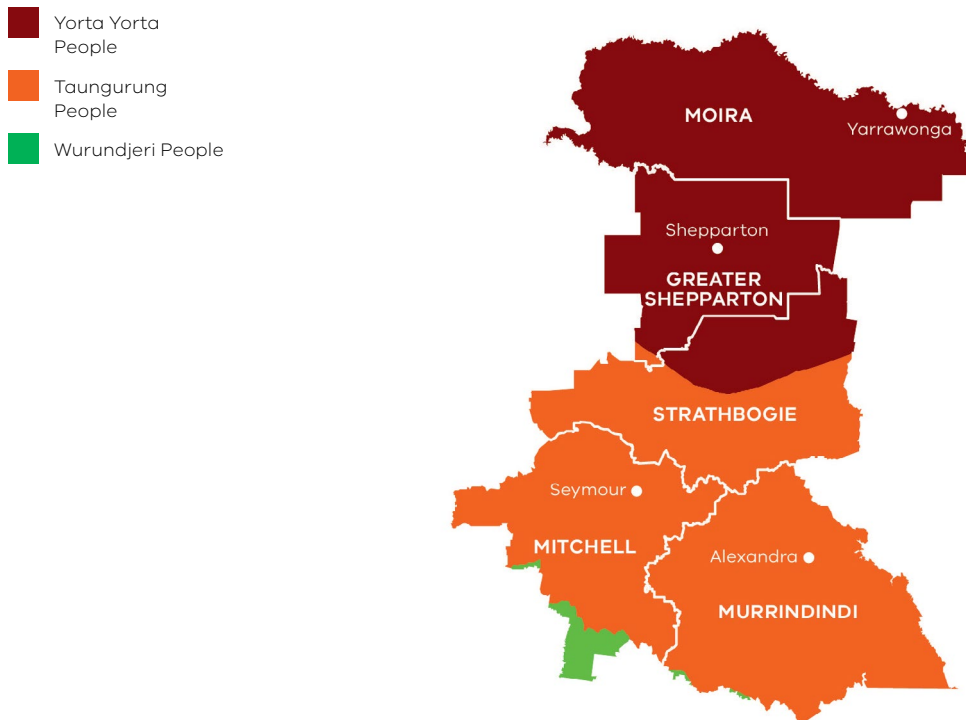 Yorta Yorta
People
Taungurung
People
Wurundjeri People
MOIRA
Yarrawonga
Shepparton
GREATER
SHEPPARTON
STRATHBOGIE
Seymour
MITCHELL
Alexandra
MURRINDINDI